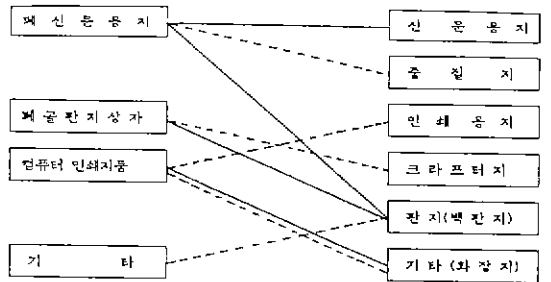 폐 신 문 용 지
폐 골 판 지 상 자
컴퓨터 인쇄지품
기 타
신 문 용 지
중 질 지
인 쇄 용 지
크 라 프 터 지
판 지(백 판 지)
기 타 (화 장 지)